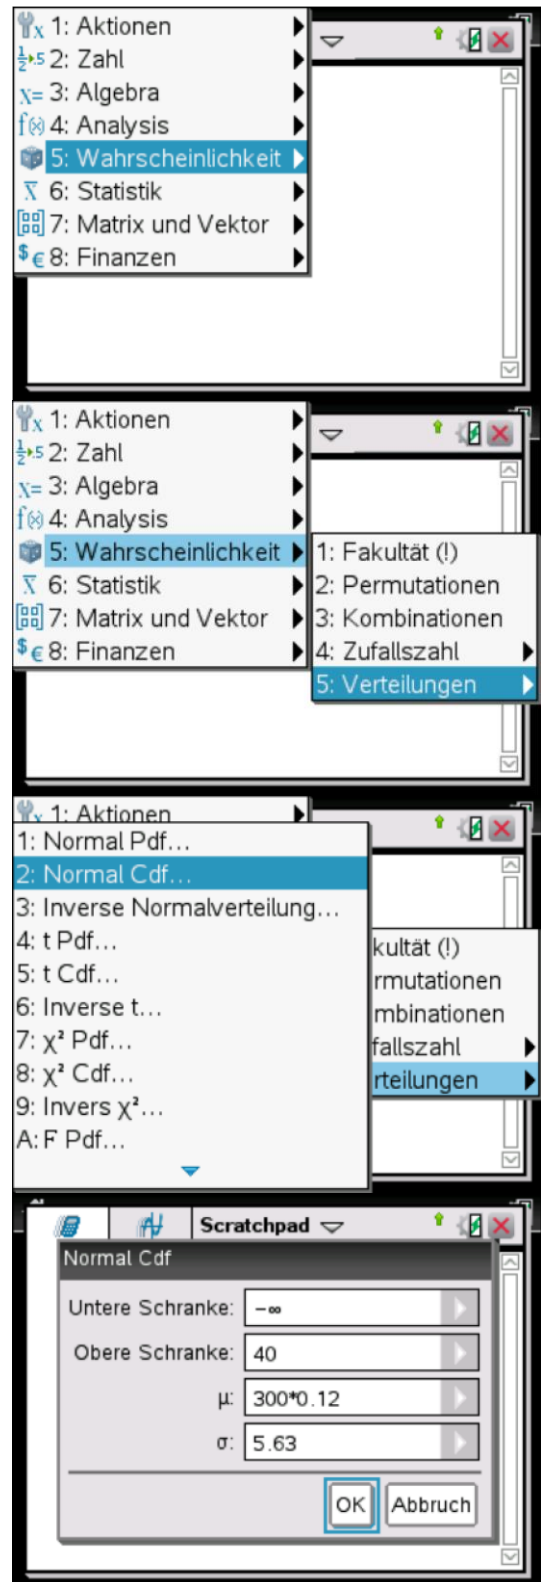 1: Aktionen
2: Zahl
3: Algebra
4: Analysis
5: Wahrscheinlichkeit
6: Statistik
7: Matrix und Vektor
8: Finanzen
1: Aktionen
2: Zahl
3: Algebra
4: Analysis
5: Wahrscheinlichkeit
6: Statistik
7: Matrix und Vektor
8: Finanzen
1: Fakultät (!)
2: Permutationen
3: Kombinationen
4: Zufallszahl
5: Verteilungen
1: Aktionen
1: Normal Pdf...
2: Normal Cdf...
3: Inverse Normalverteilung...
4: t Pdf...
5: t Cdf...
6: Inverse t...
7: χ² Pdf...
8: χ² Cdf...
9: Invers χ²...
A: F Pdf...
kultät (!)
rmutationen
mbinationen
fallszahl
rteilungen
Scratchpad
Normal Cdf
Untere Schranke: -∞
Obere Schranke: 40
μ: 300*0.12
σ: 5.63
OK Abbruch